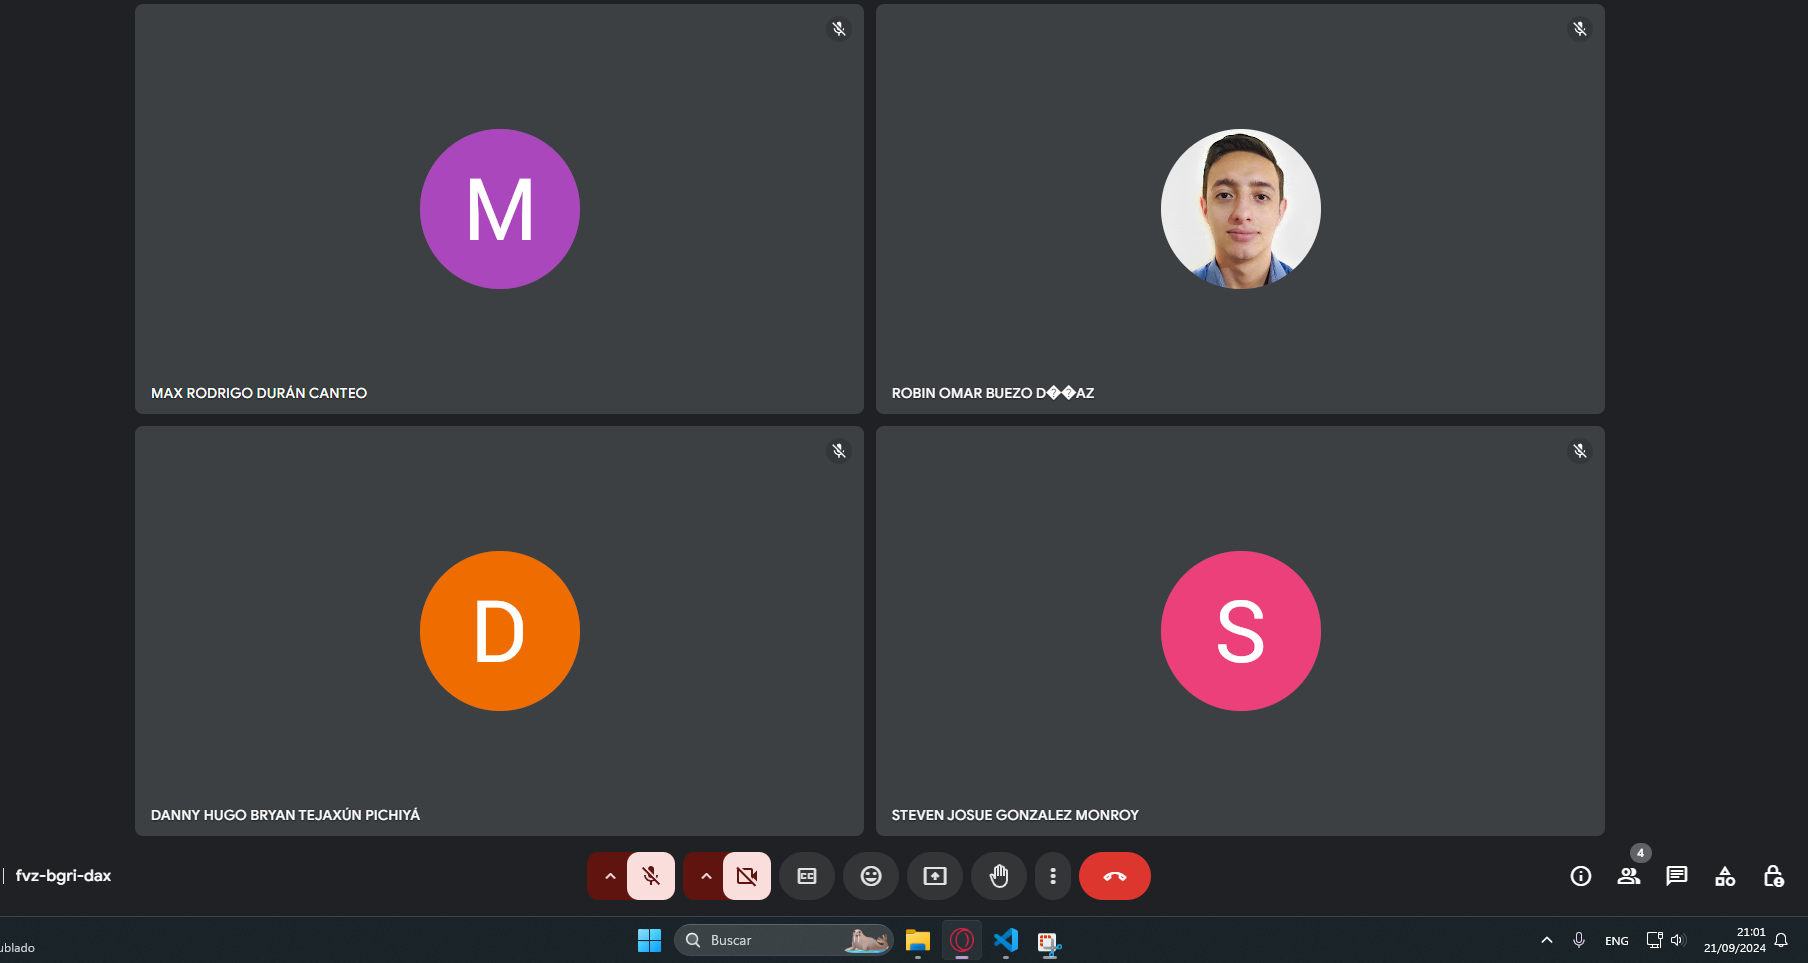 M
MAX RODRIGO DURÁN CANTEO
ROBIN OMAR BUEZO D��AZ
D
S
DANNY HUGO BRYAN TEJAXÚN PICHIYÁ
STEVEN JOSUE GONZALEZ MONROY
4
| fvz-bgri-dax
CC
ublado
Buscar
ENG
21:01
21/09/2024